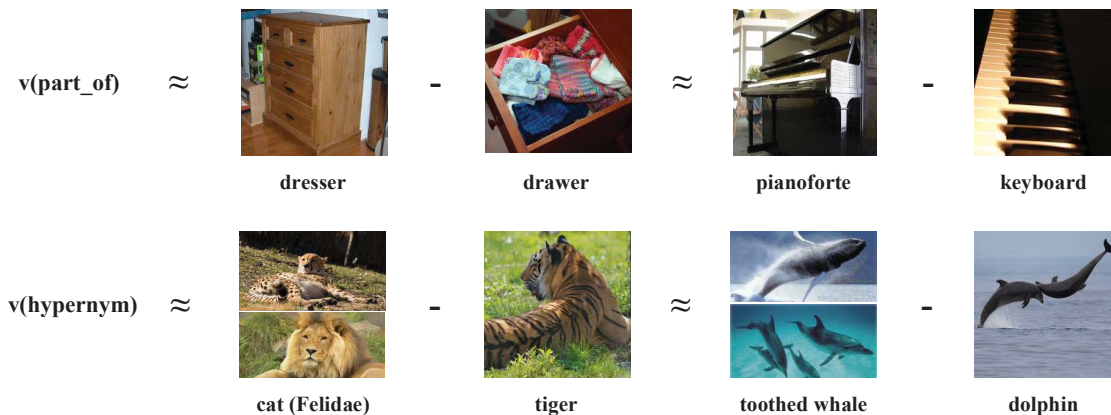 v(part_of) ≈ - ≈ -
dresser drawer pianoforte keyboard
v(hypernym) ≈ - ≈ -
cat (Felidae) tiger toothed whale dolphin